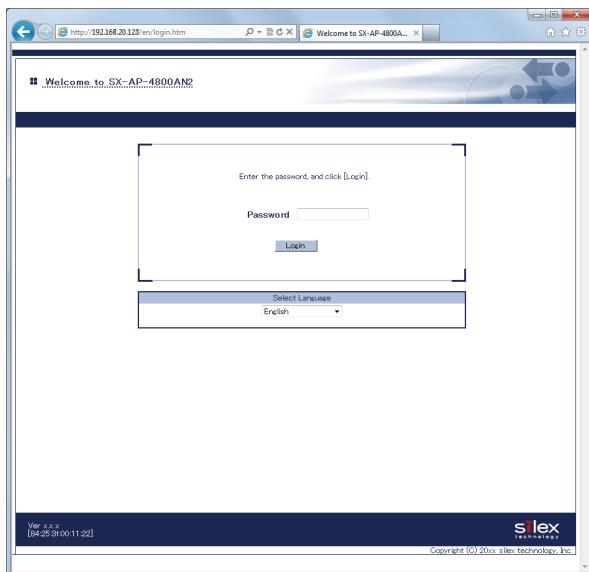 http://192.168.20.128/en/login.htm
Welcome to SX-AP-4800A...
Welcome to SX-AP-4800AN2
Enter the password, and click [Login].
Password
Login
Select Language
English
Ver x.x.x
[84:25:3f:00:11:22]
silex
technology
Copyright (C) 20xx silex technology, Inc.